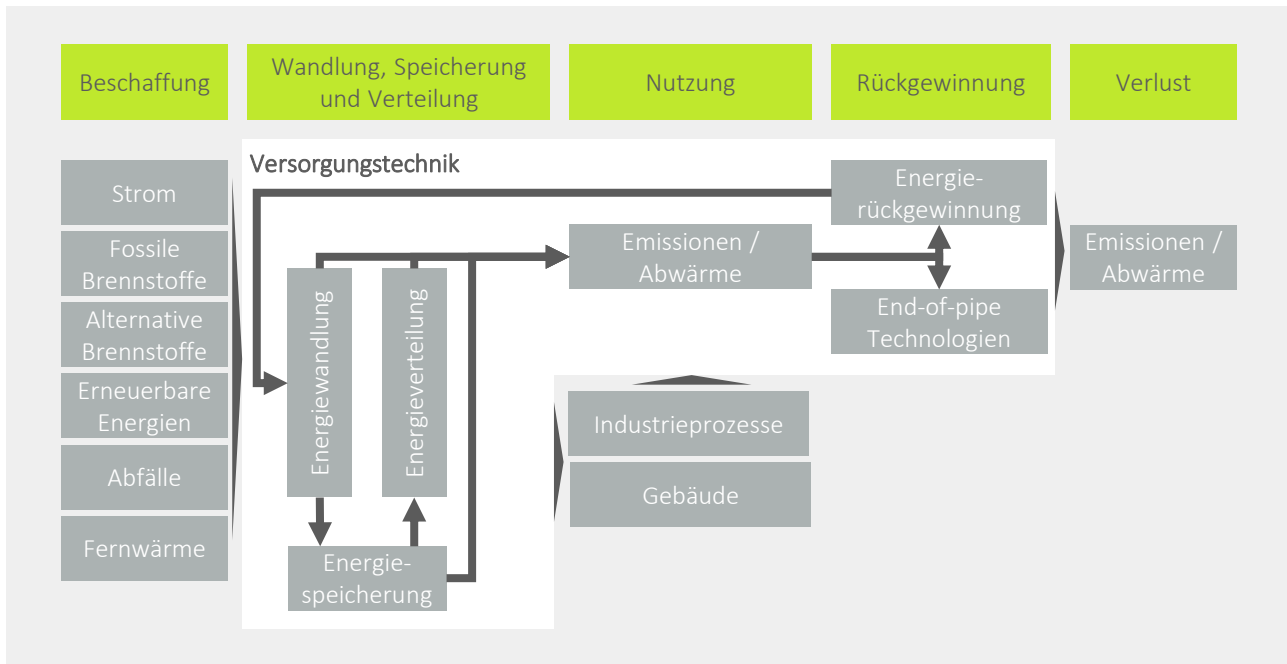 Beschaffung
Wandlung, Speicherung
und Verteilung
Nutzung
Rückgewinnung
Verlust
Versorgungstechnik
Strom
Fossile
Brennstoffe
Alternative
Brennstoffe
Erneuerbare
Energien
Abfälle
Fernwärme
Energiewandlung
Energieverteilung
Energie-
speicherung
Emissionen /
Abwärme
Industrieprozesse
Gebäude
Energie-
rückgewinnung
End-of-pipe
Technologien
Emissionen /
Abwärme